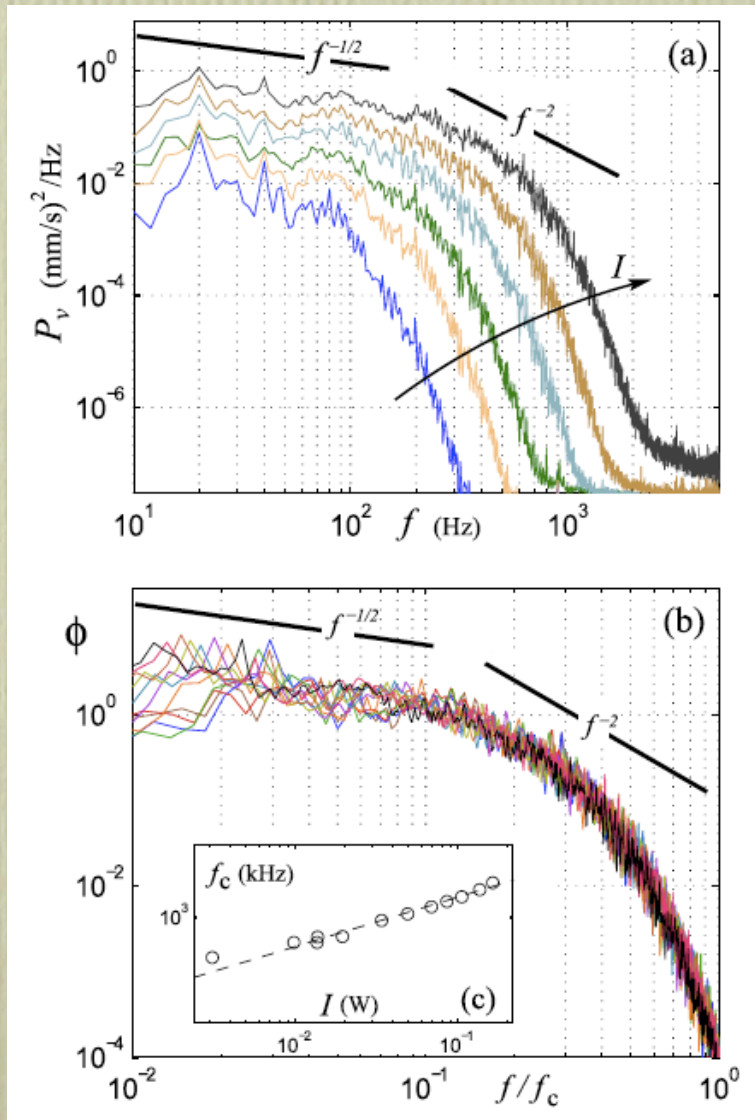 (a)
f^{-1/2}
f^{-2}
10^0
10^{-2}
10^{-4}
10^{-6}
P_v (mm/s)^2/Hz
I
10^1 10^2 10^3
f (Hz)
(b)
ϕ
f^{-1/2}
f^{-2}
10^0
10^{-2}
10^{-4}
f_c (kHz)
10^3
I (W)
(c)
10^{-2} 10^{-1}
10^{-2} 10^{-1} 10^0
f/f_c